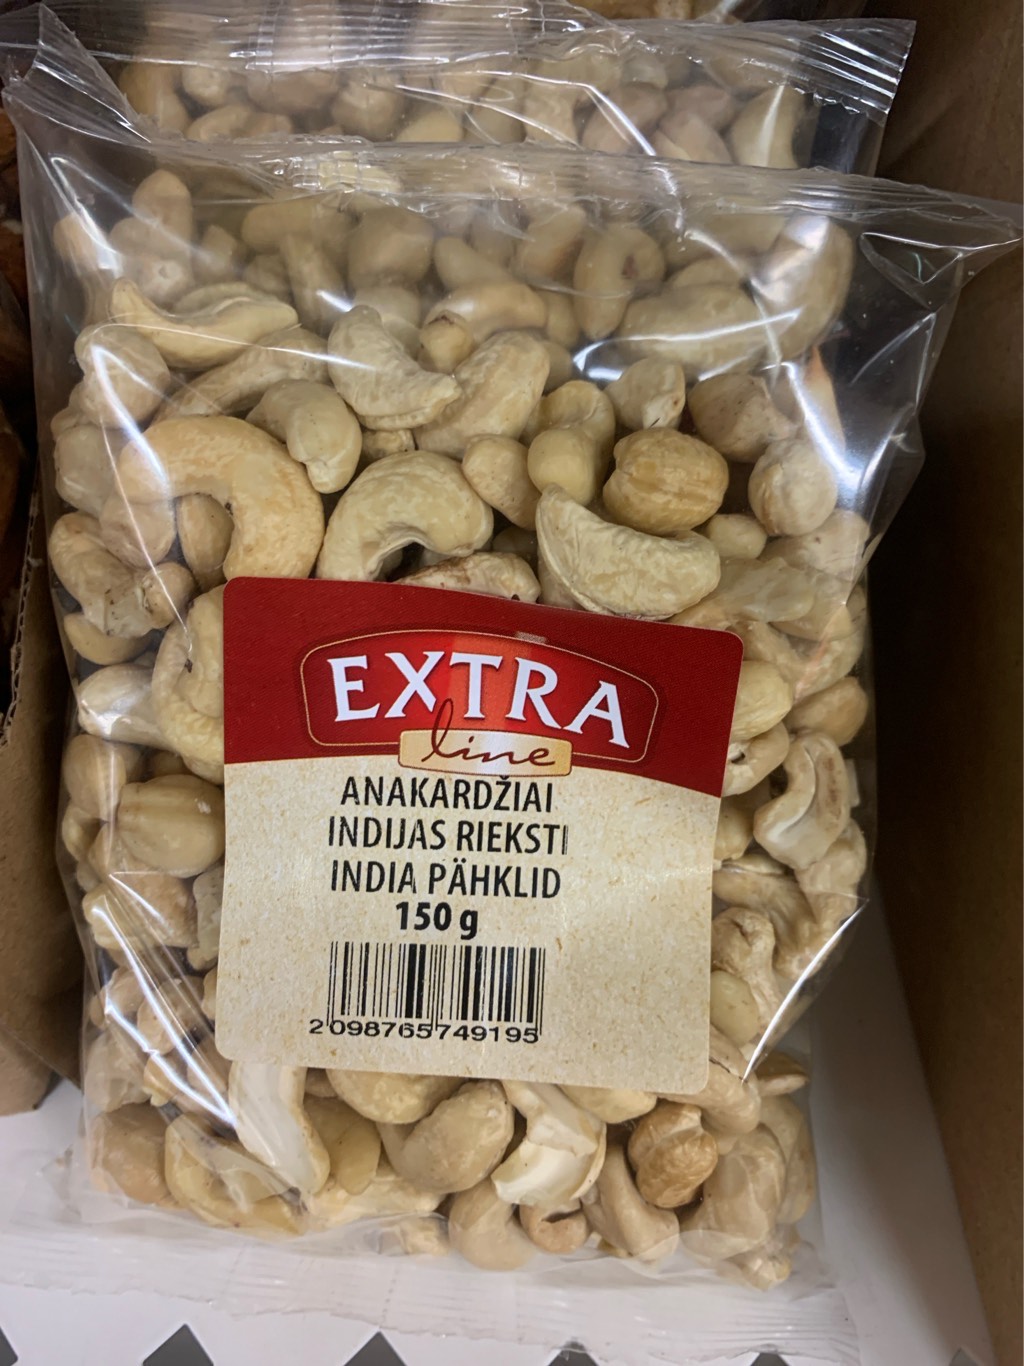 EXTRA
line
ANAKARDŽIAI
INDIJAS RIEKSTI
INDIA PÄHKLID
150 g
2098765749195